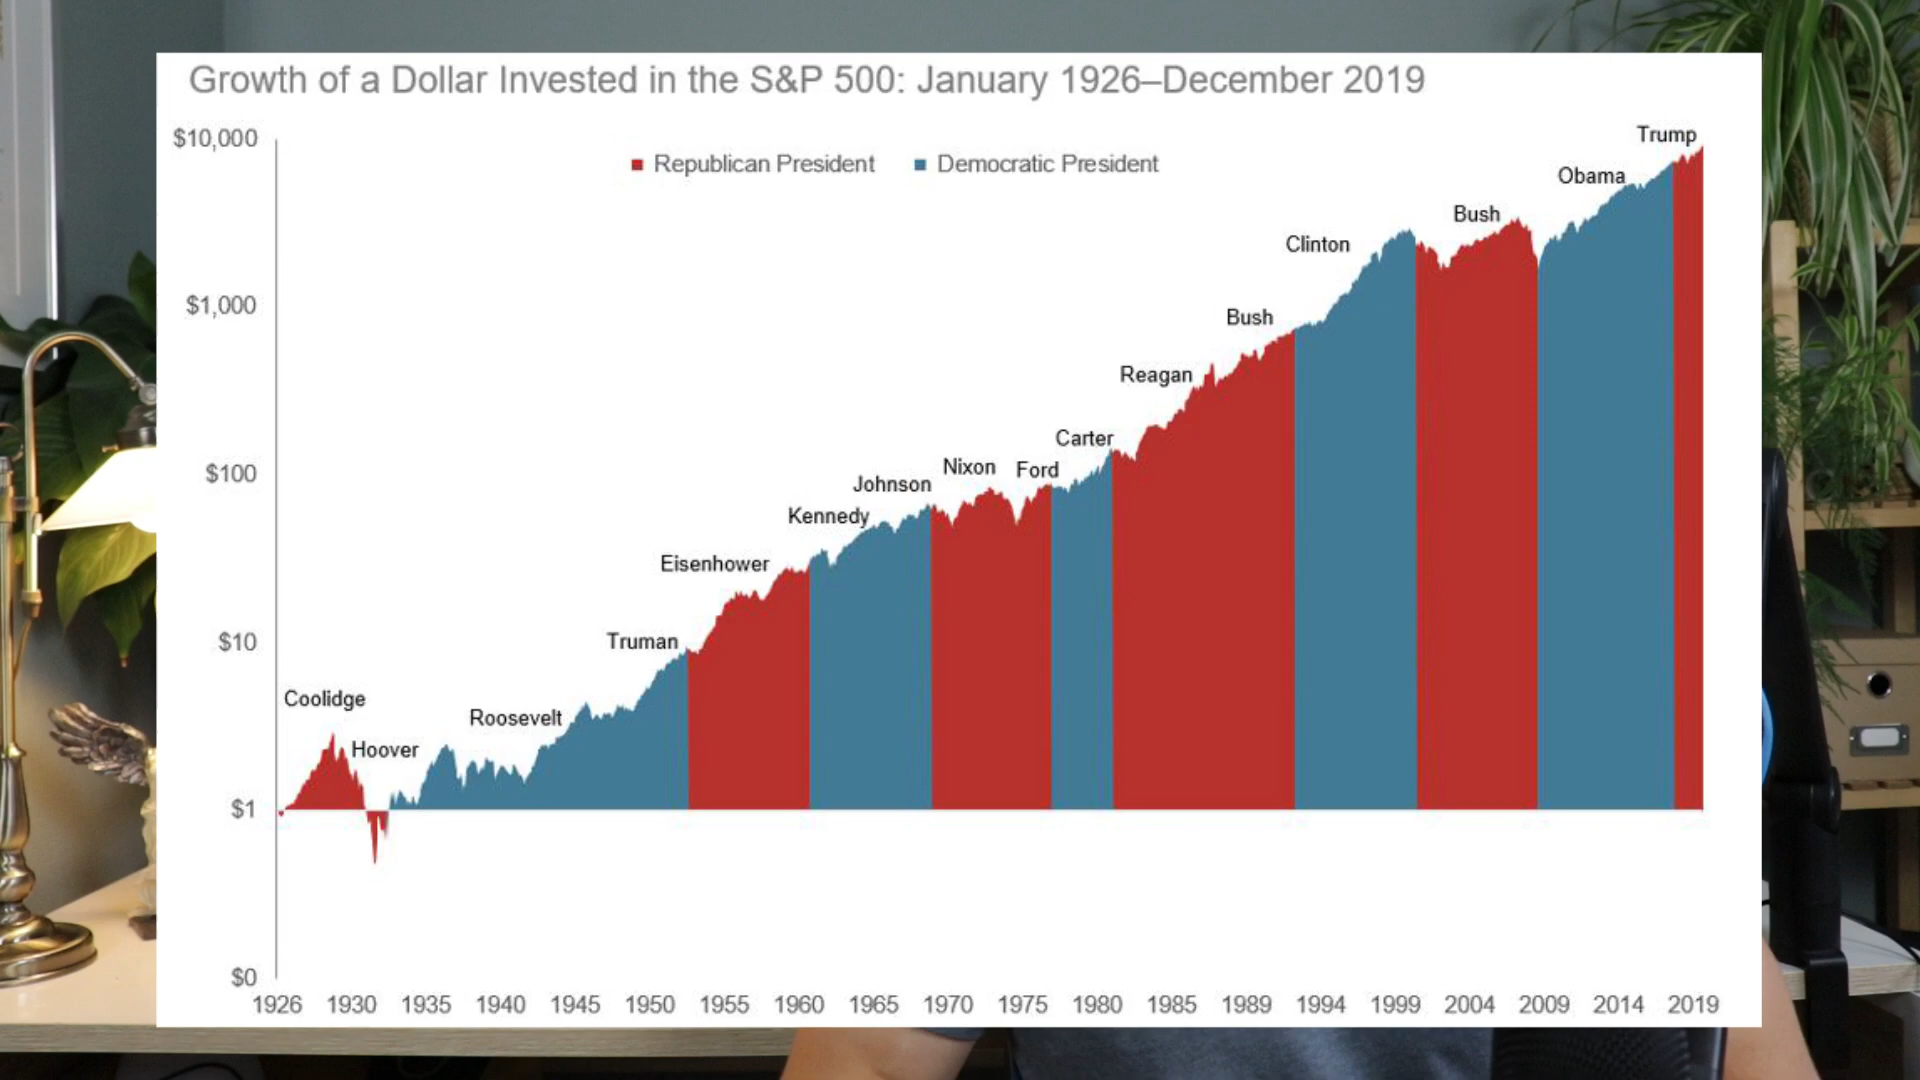 Growth of a Dollar Invested in the S&P 500: January 1926–December 2019
Republican President
Democratic President
$10,000
$1,000
$100
$10
$1
$0
Coolidge
Hoover
Roosevelt
Truman
Eisenhower
Kennedy
Johnson
Nixon
Ford
Carter
Reagan
Bush
Clinton
Bush
Obama
Trump
1926 1930 1935 1940 1945 1950 1955 1960 1965 1970 1975 1980 1985 1989 1994 1999 2004 2009 2014 2019